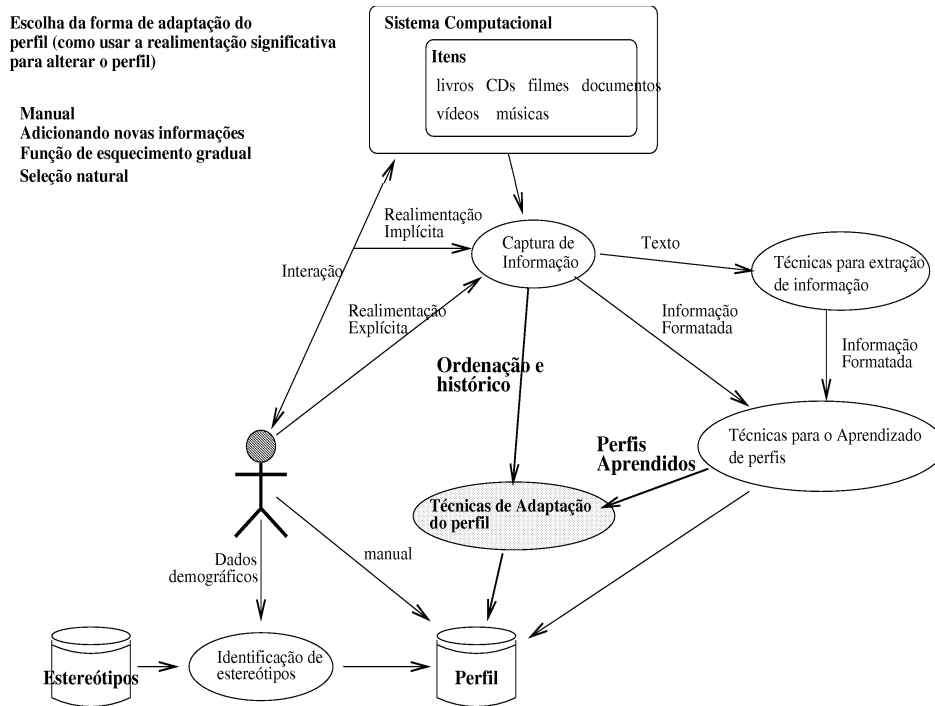 Escolha da forma de adaptação do
perfil (como usar a realimentação significativa
para alterar o perfil)
Manual
Adicionando novas informações
Função de esquecimento gradual
Seleção natural
Sistema Computacional
Itens
livros CDs filmes documentos
vídeos músicas
Realimentação
Implícita
Interação
Captura de
Informação
Texto
Técnicas para extração
de informação
Realimentação
Explícita
Informação
Formatada
Informação
Formatada
Ordenação e
histórico
Técnicas para o Aprendizado
de perfis
Perfis
Aprendidos
Técnicas de Adaptação
do perfil
Dados
demográficos
manual
Estereótipos
Identificação de
estereótipos
Perfil